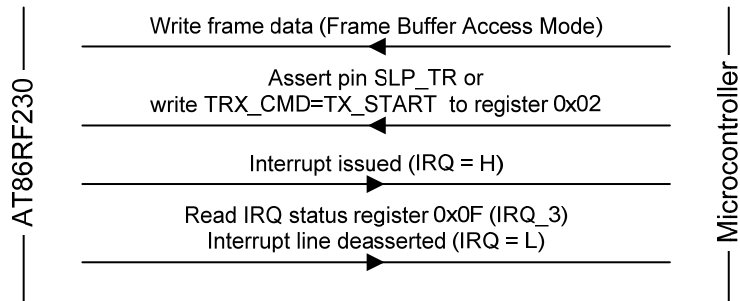 Write frame data (Frame Buffer Access Mode)
Assert pin SLP_TR or
write TRX_CMD=TX_START to register 0x02
Interrupt issued (IRQ = H)
Read IRQ status register 0x0F (IRQ_3)
Interrupt line deasserted (IRQ = L)
AT86RF230
Microcontroller